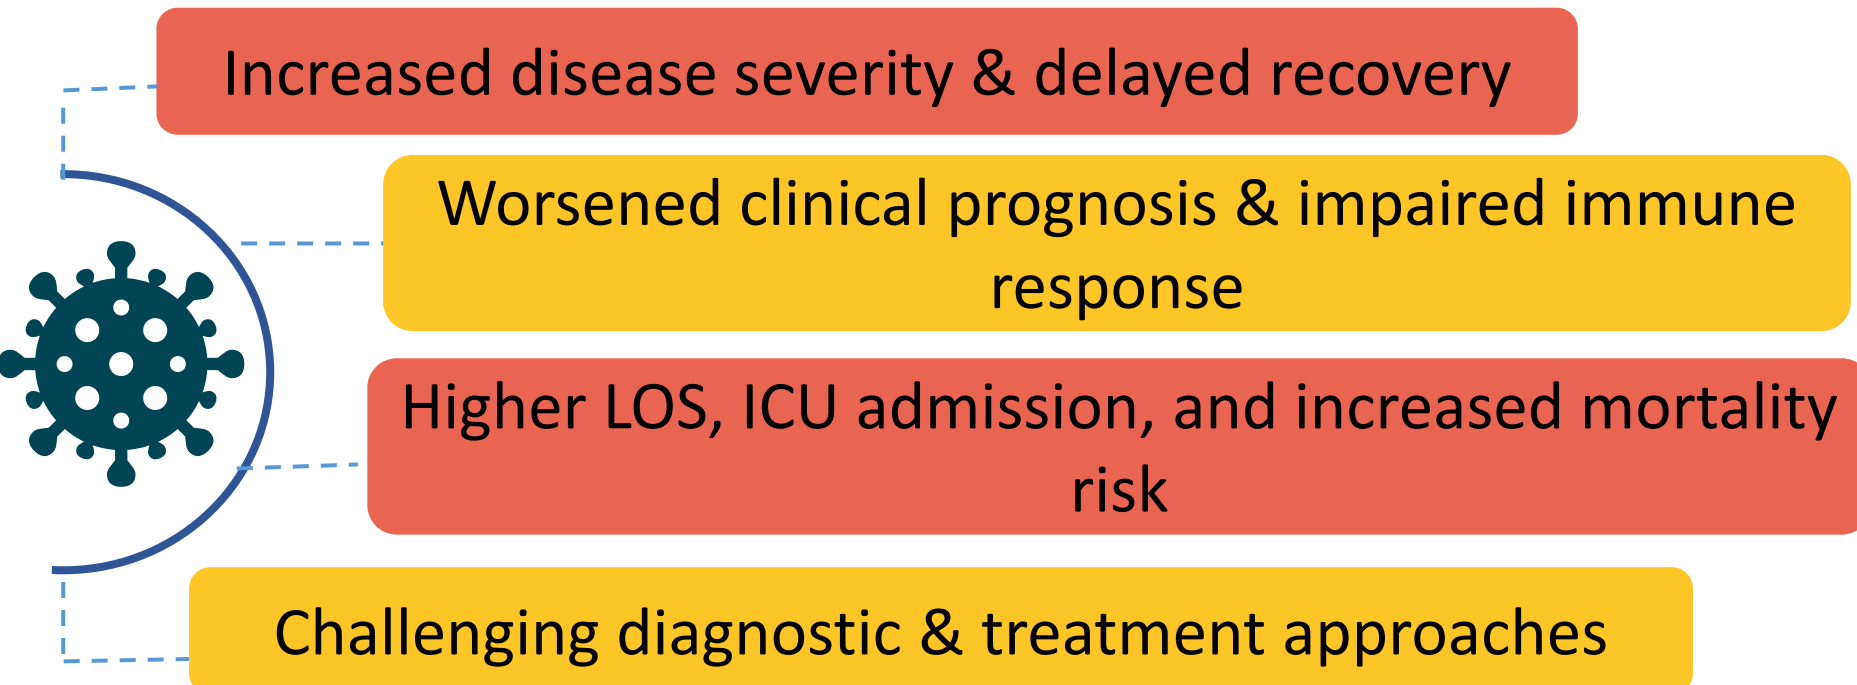 Increased disease severity & delayed recovery
Worsened clinical prognosis & impaired immune
response
Higher LOS, ICU admission, and increased mortality
risk
Challenging diagnostic & treatment approaches